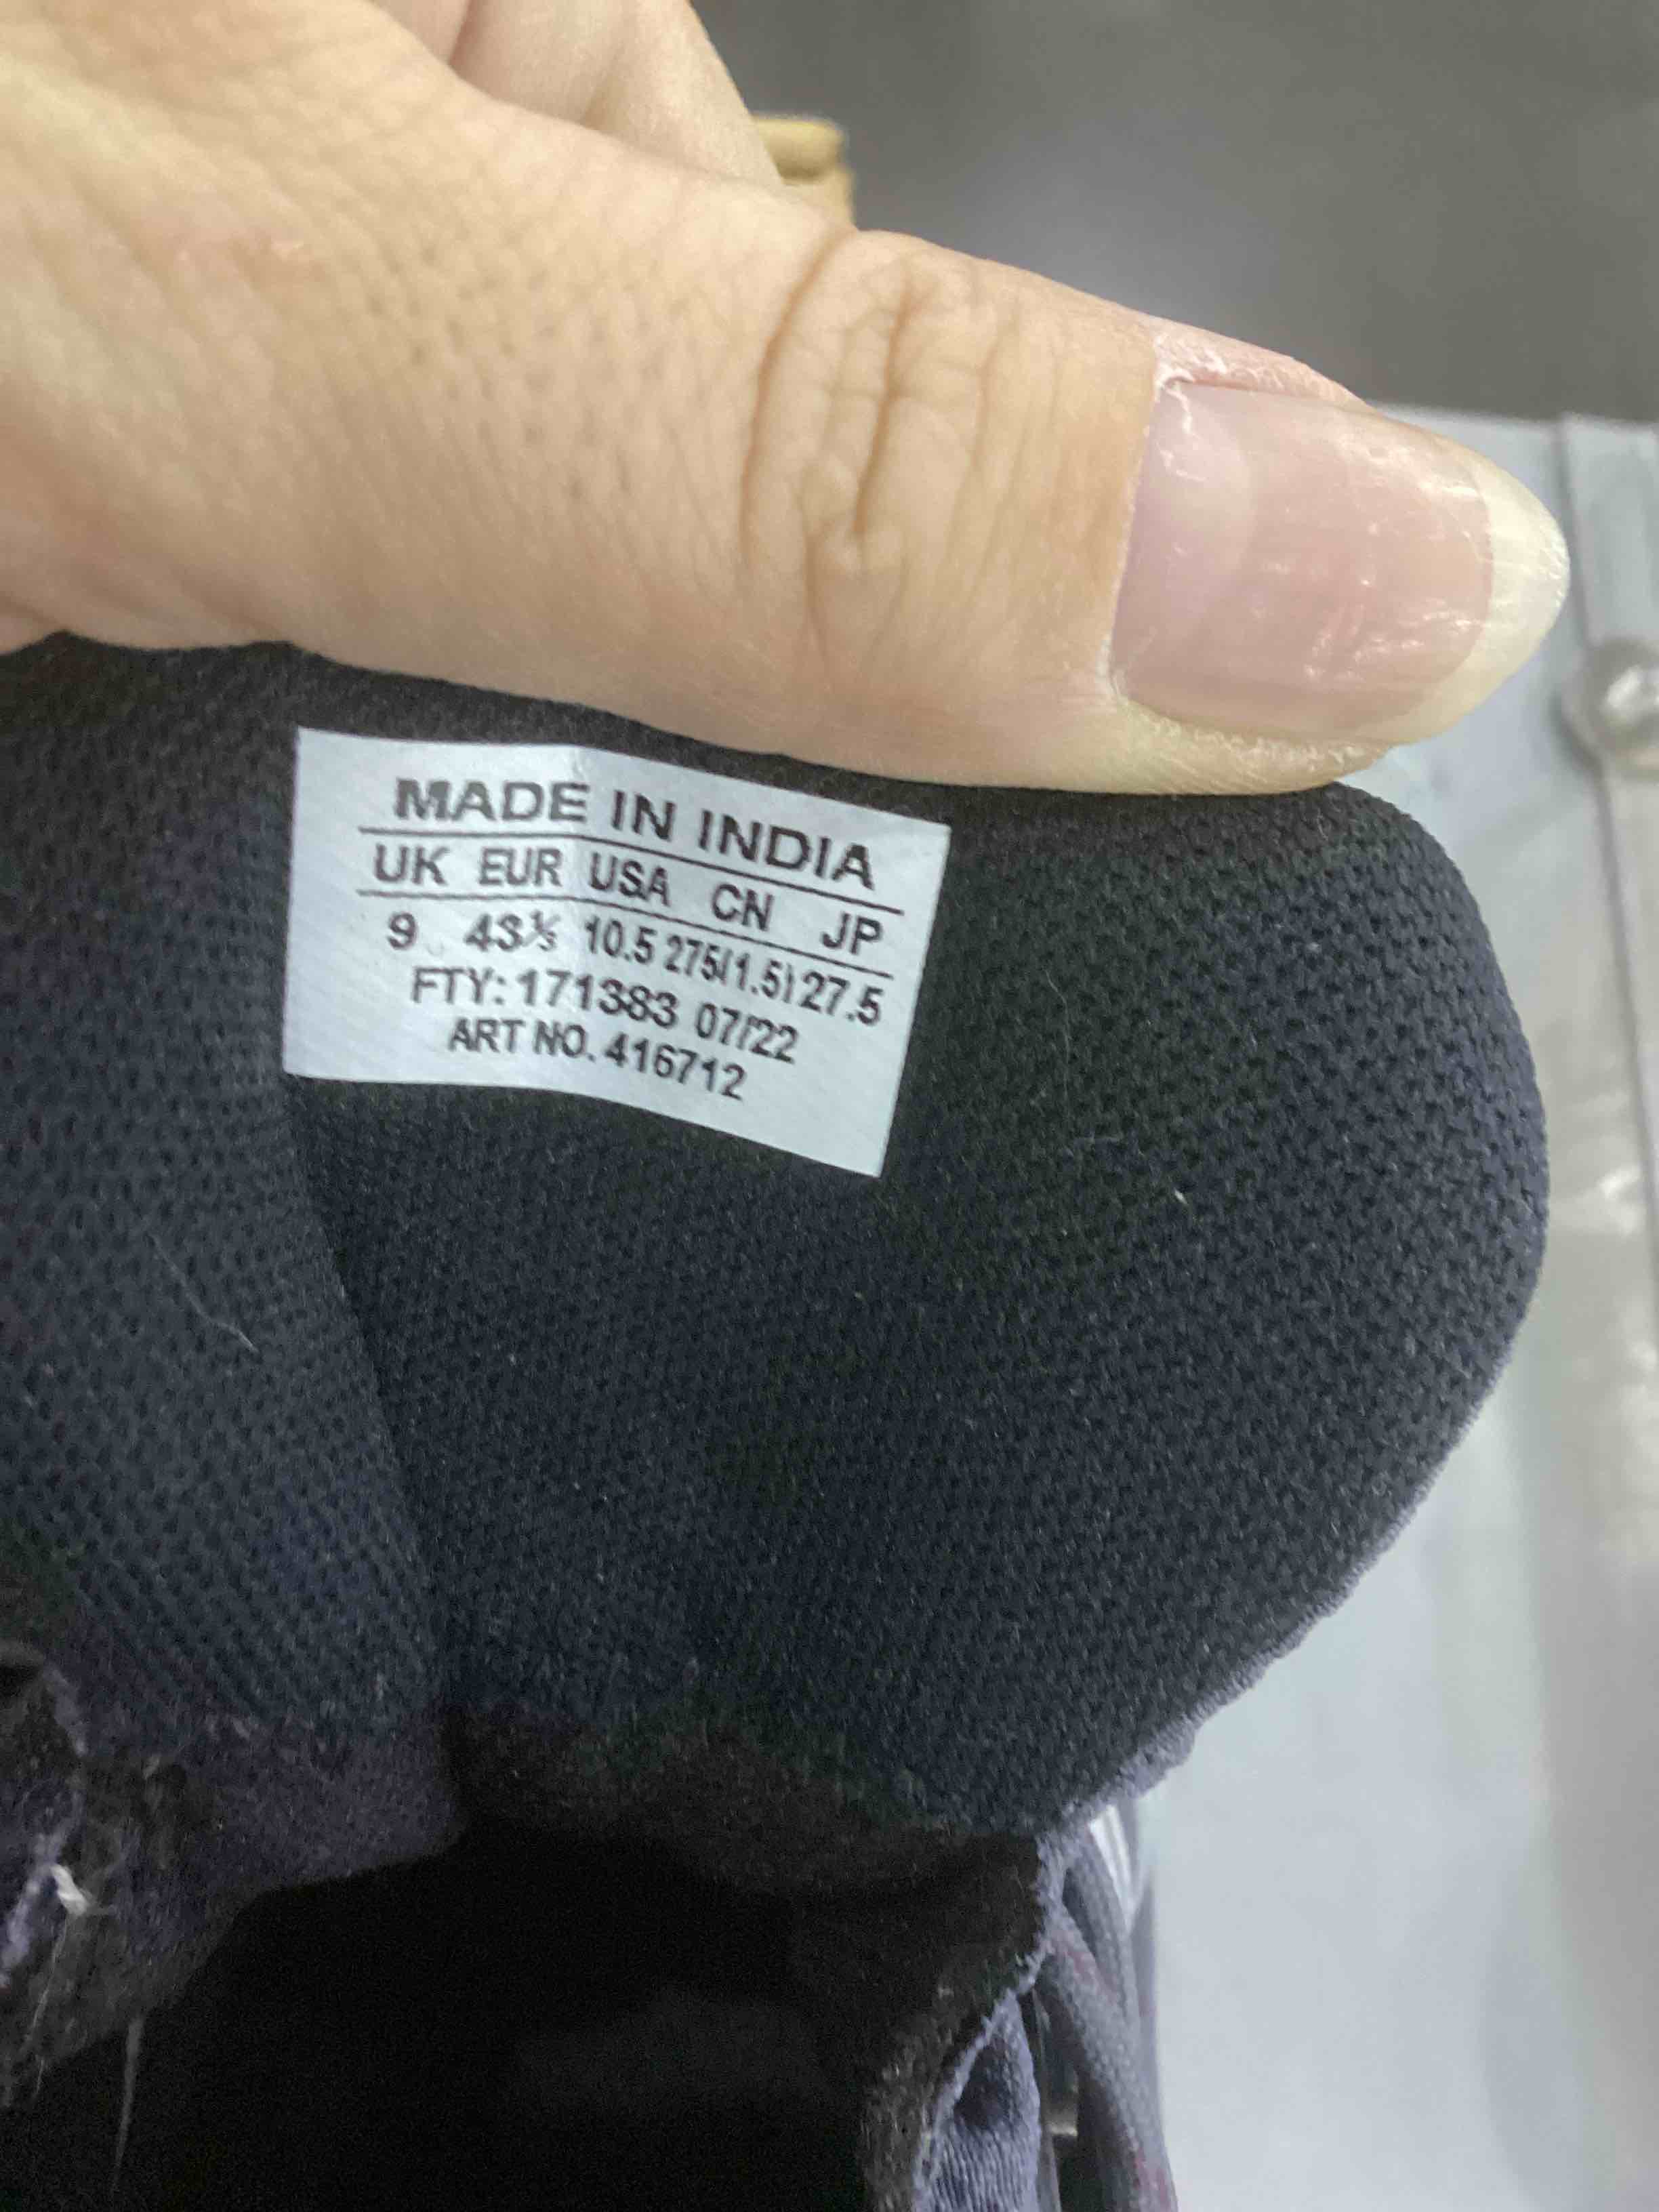 MADE IN INDIA
UK EUR USA CN JP
9 43⅓ 10.5 275(1.5) 27.5
FTY: 171383 07/22
ART NO. 416712